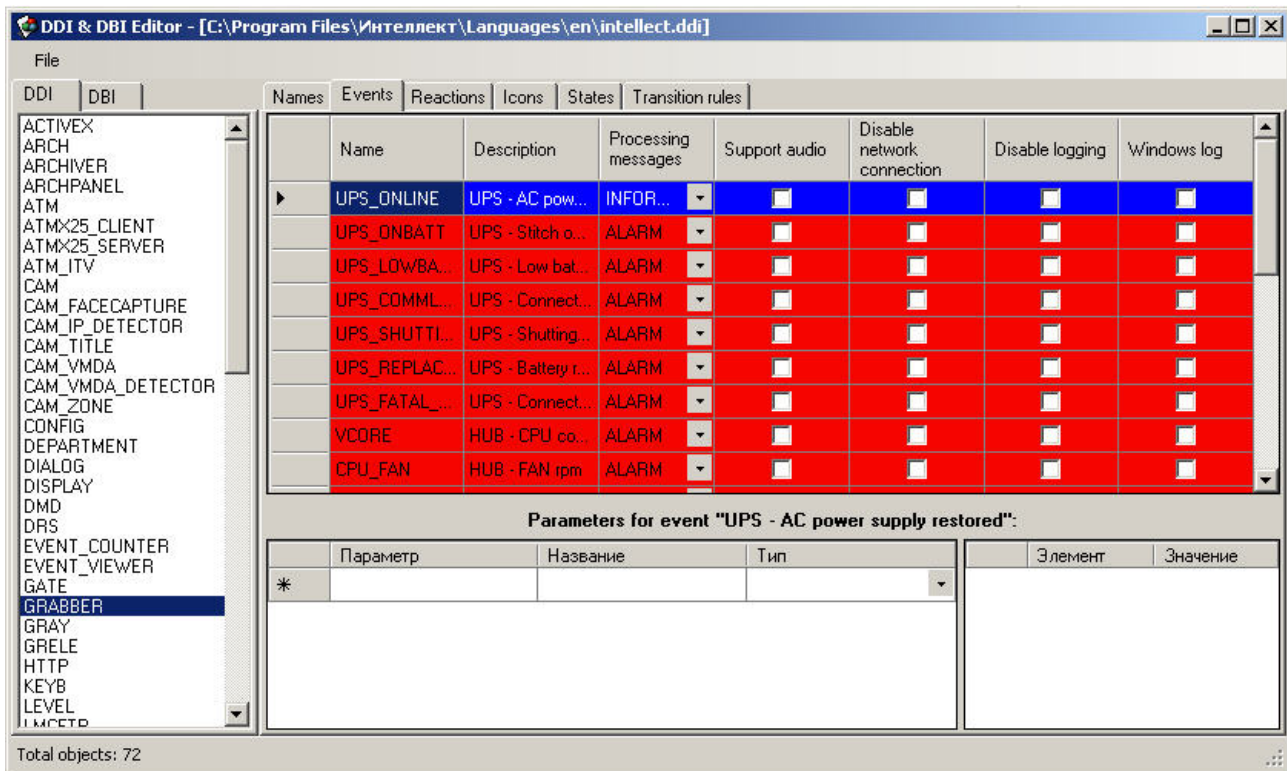 DDI & DBI Editor - [C:\Program Files\Интеллект\Languages\en\intellect.ddi]
File
DDI DBI
Names Events Reactions Icons States Transition rules
ACTIVEX
ARCH
ARCHIVER
ARCHPANEL
ATM
ATMX25_CLIENT
ATMX25_SERVER
ATM_ITV
CAM
CAM_FACECAPTURE
CAM_IP_DETECTOR
CAM_TITLE
CAM_VMDA
CAM_VMDA_DETECTOR
CAM_ZONE
CONFIG
DEPARTMENT
DIALOG
DISPLAY
DMD
DRS
EVENT_COUNTER
EVENT_VIEWER
GATE
GRABBER
GRAY
GRELE
HTTP
KEYB
LEVEL
Name Description Processing messages Support audio Disable network connection Disable logging Windows log
UPS_ONLINE UPS - AC pow... INFOR...
UPS_ONBATT UPS - Stitch o... ALARM
UPS_LOWBA... UPS - Low bat... ALARM
UPS_COMML... UPS - Connect... ALARM
UPS_SHUTTI... UPS - Shutting... ALARM
UPS_REPLAC... UPS - Battery r... ALARM
UPS_FATAL_... UPS - Connect... ALARM
VCORE HUB - CPU co... ALARM
CPU_FAN HUB - FAN rpm ALARM
Parameters for event "UPS - AC power supply restored":
Параметр Название Тип
Элемент Значение
Total objects: 72